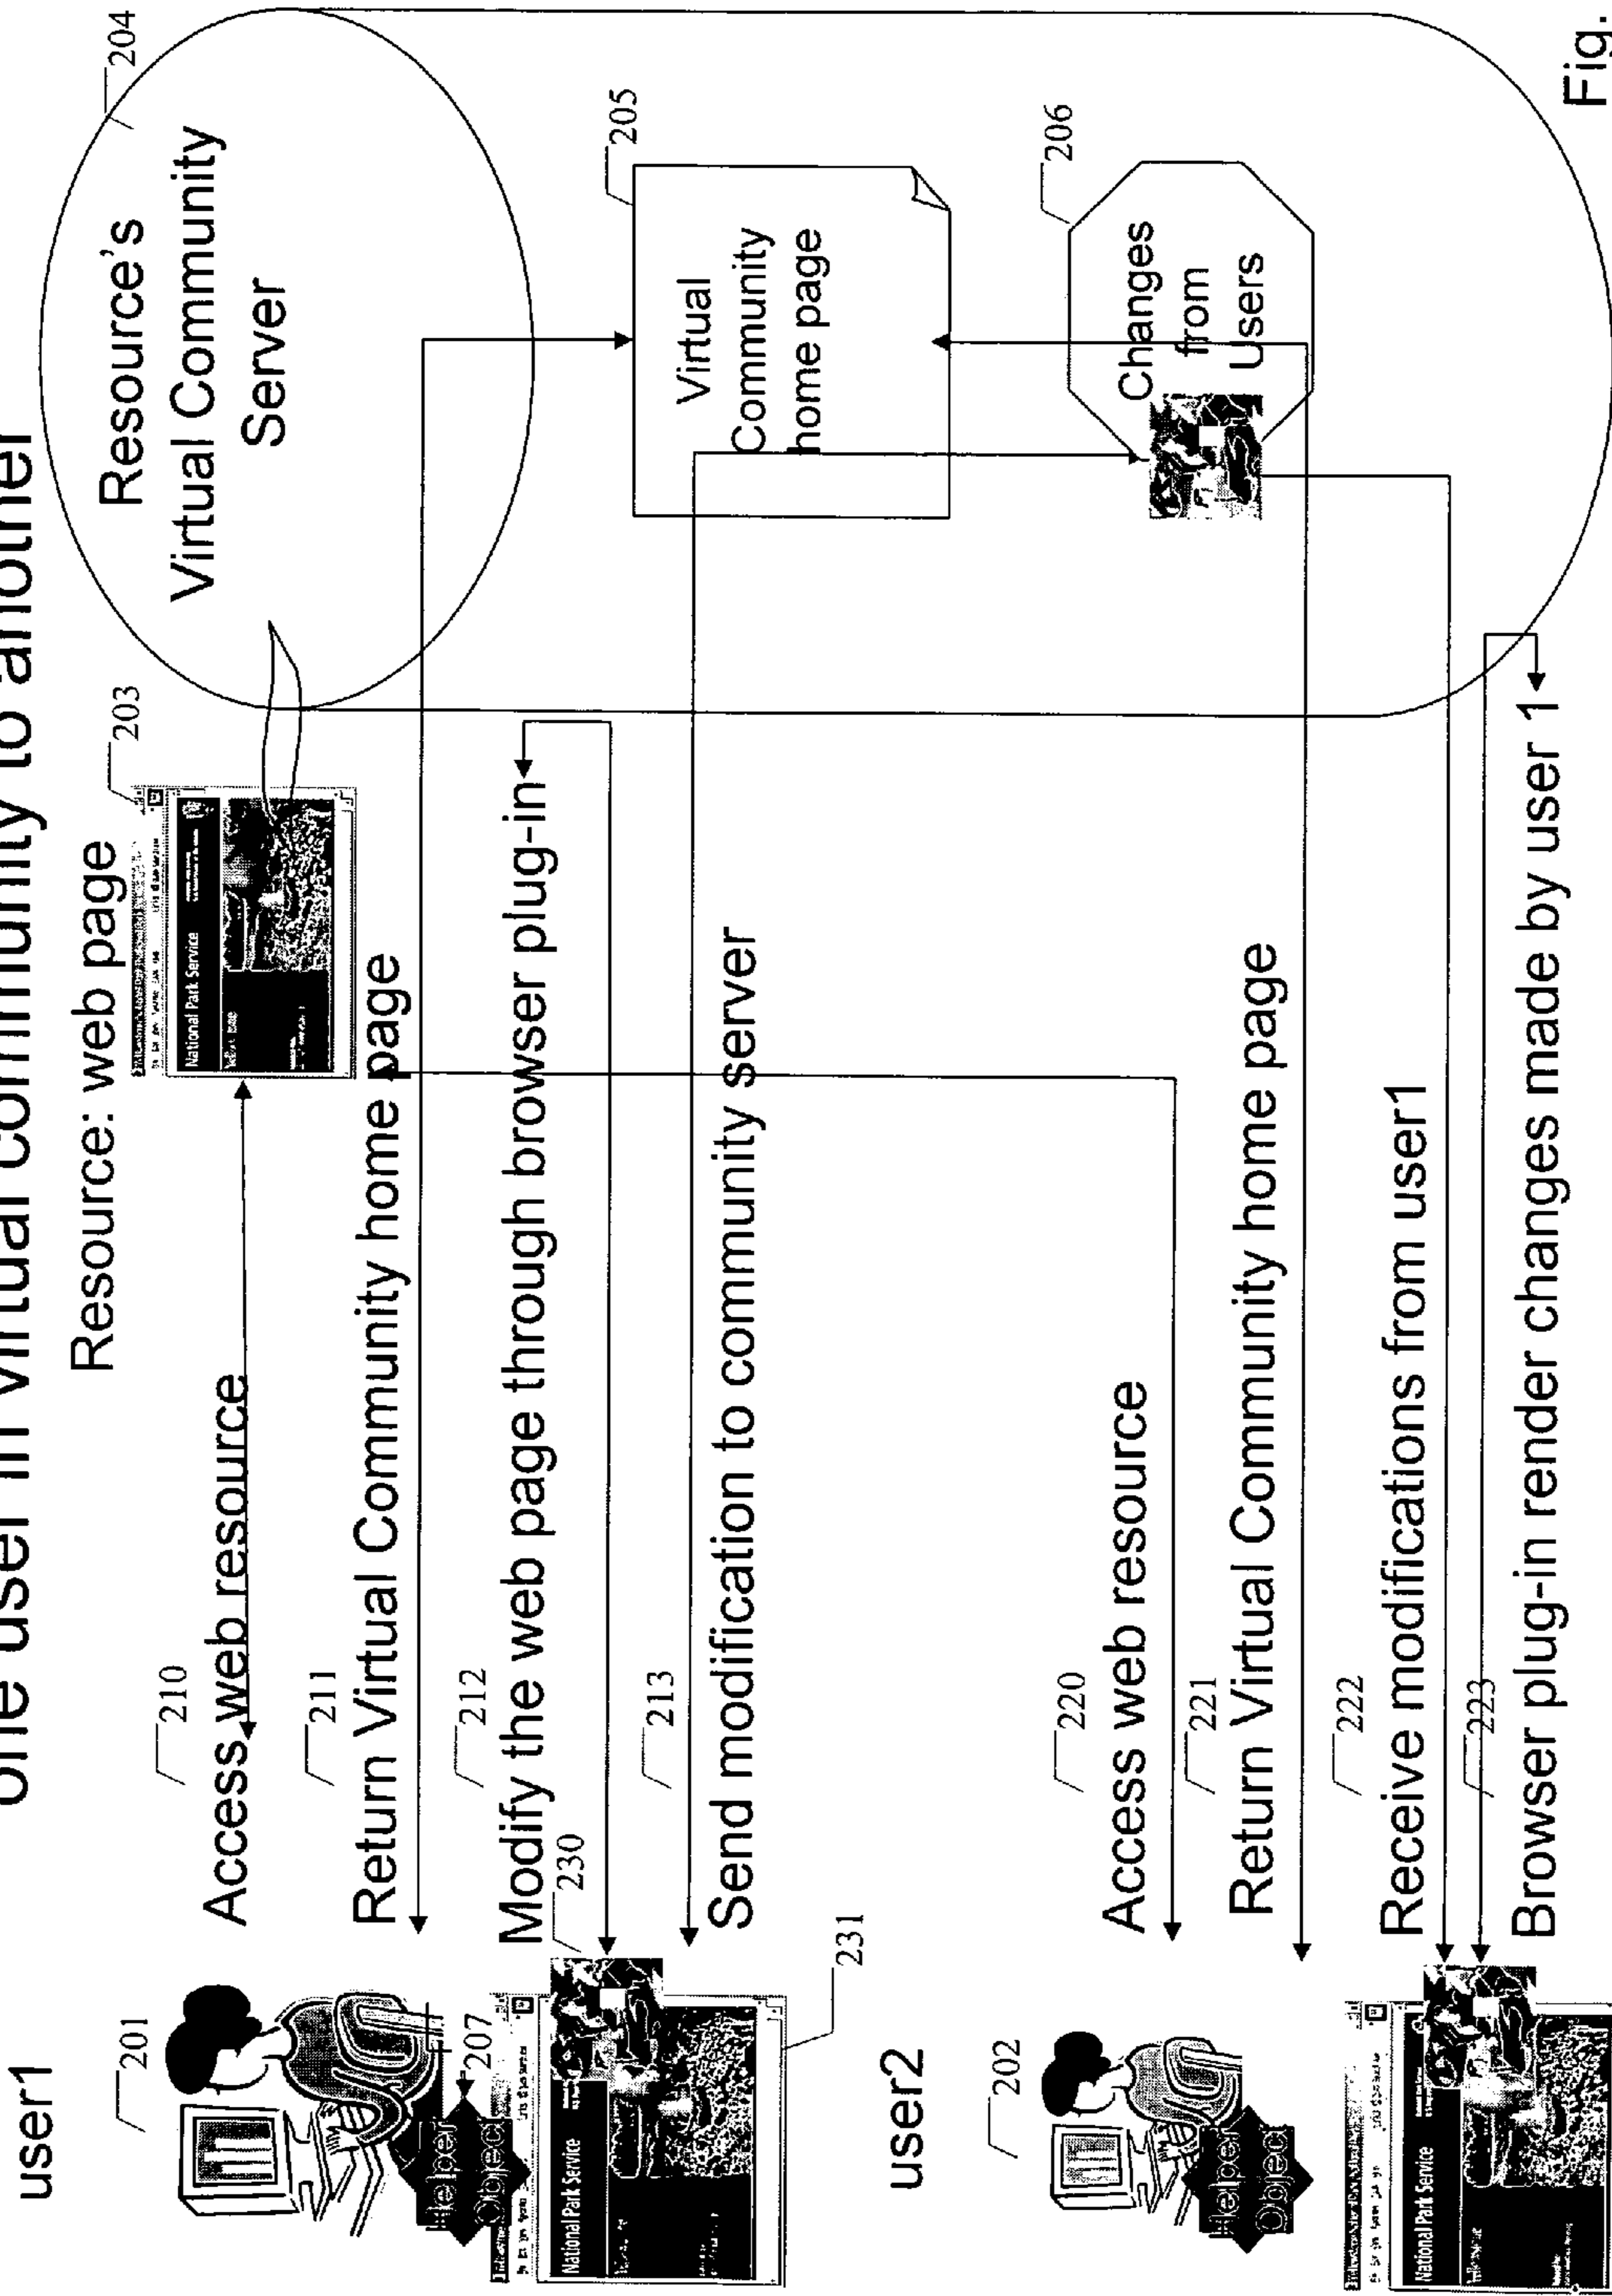 one user in virtual community to another
user1
201
Resource: web page
203
National Park Service
204
Resource's
Virtual Community
Server
210
Access web resource
211
Return Virtual Community home page
212
Modify the web page through browser plug-in
230
213
Send modification to community server
205
Virtual
Community
home page
206
Changes
from
Users
Helper
Object
207
National Park Service
231
user2
202
Helper
Object
220
Access web resource
221
Return Virtual Community home page
222
Receive modifications from user1
223
Browser plug-in render changes made by user 1
National Park Service
Fig.